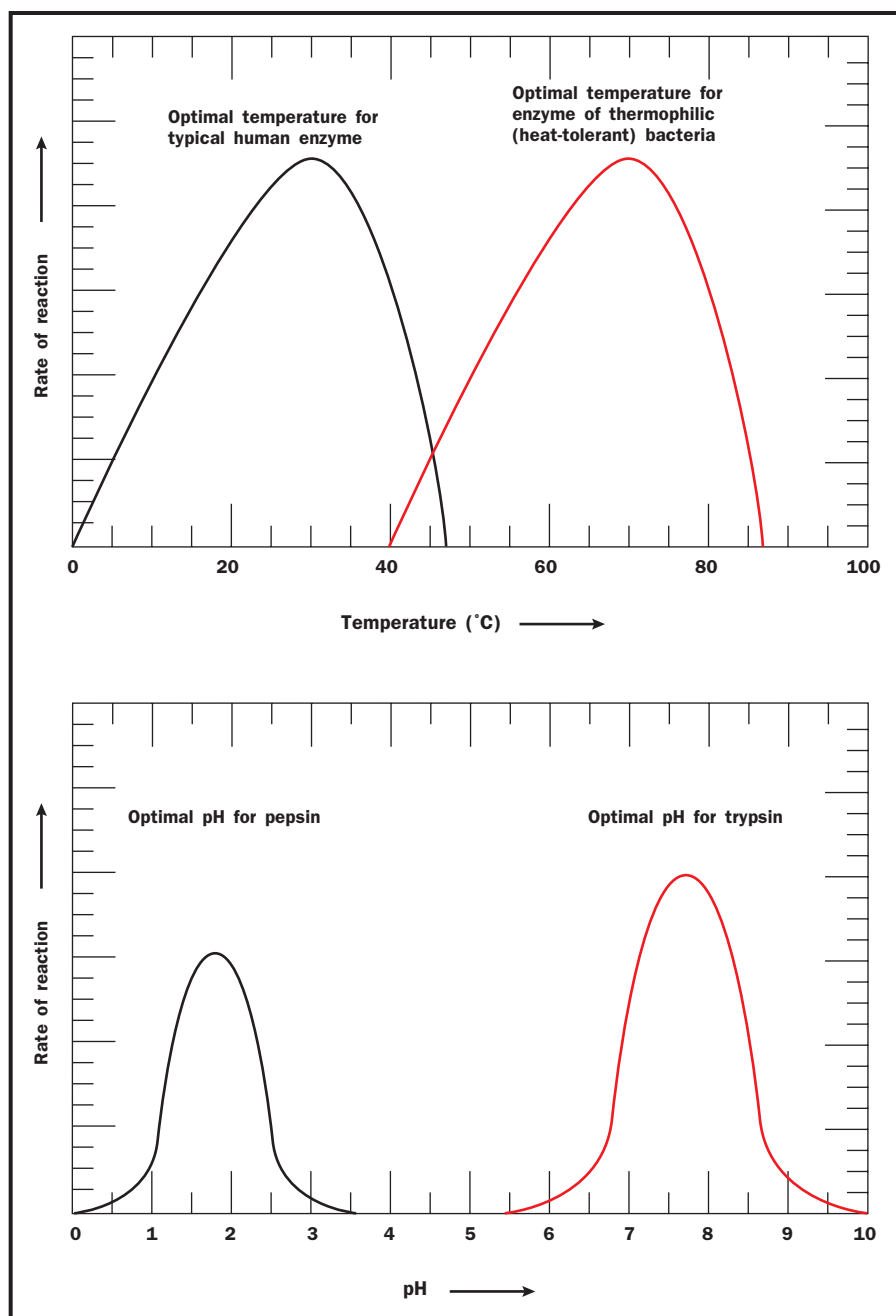 Optimal temperature for
typical human enzyme
Optimal temperature for
enzyme of thermophilic
(heat-tolerant) bacteria
Rate of reaction
0 20 40 60 80 100
Temperature (˚C)
Optimal pH for pepsin
Optimal pH for trypsin
Rate of reaction
0 1 2 3 4 5 6 7 8 9 10
pH